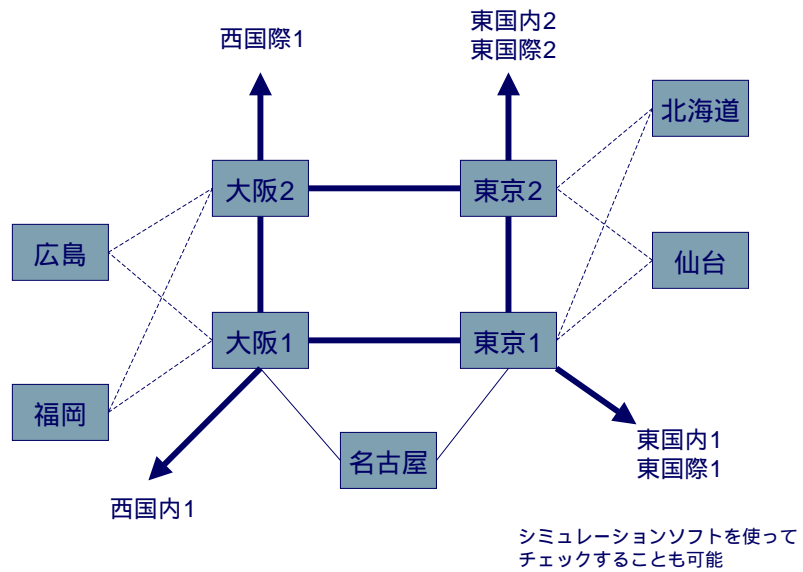 西国際1
東国内2
東国際2
北海道
大阪2
東京2
広島
仙台
大阪1
東京1
福岡
名古屋
東国内1
東国際1
西国内1
シミュレーションソフトを使って
チェックすることも可能